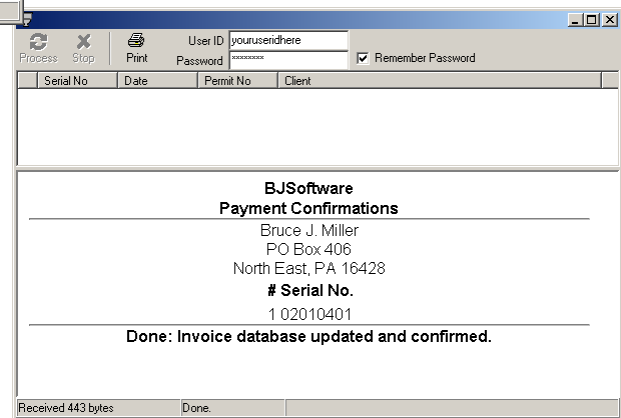 User ID youruseridhere
Process Stop Print Password xxxxxxxx Remember Password
Serial No Date Permit No Client
BJSoftware
Payment Confirmations
Bruce J. Miller
PO Box 406
North East, PA 16428
# Serial No.
1 02010401
Done: Invoice database updated and confirmed.
Received 443 bytes Done.